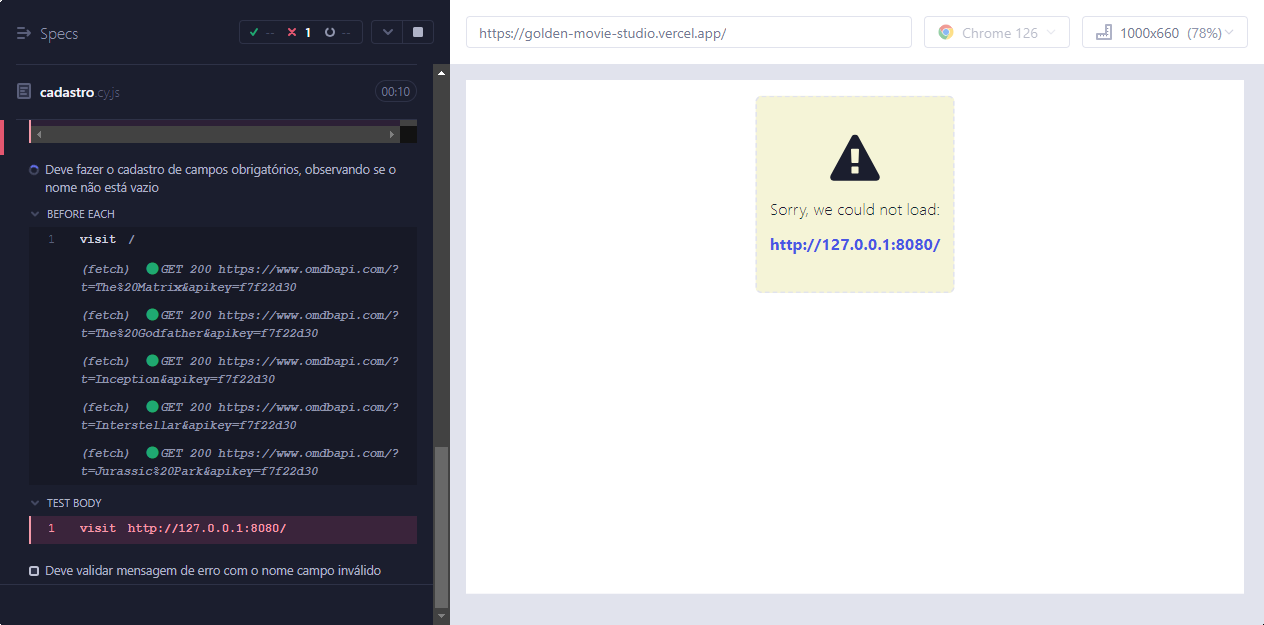 Specs
-- 1 --
https://golden-movie-studio.vercel.app/
Chrome 126
1000x660 (78%)
cadastro.cy.js
00:10
Deve fazer o cadastro de campos obrigatórios, observando se o
nome não está vazio
BEFORE EACH
1 visit /
(fetch) GET 200 https://www.omdbapi.com/?
t=The%20Matrix&apikey=f7f22d30
(fetch) GET 200 https://www.omdbapi.com/?
t=The%20Godfather&apikey=f7f22d30
(fetch) GET 200 https://www.omdbapi.com/?
t=Inception&apikey=f7f22d30
(fetch) GET 200 https://www.omdbapi.com/?
t=Interstellar&apikey=f7f22d30
(fetch) GET 200 https://www.omdbapi.com/?
t=Jurassic%20Park&apikey=f7f22d30
TEST BODY
1 visit http://127.0.0.1:8080/
Deve validar mensagem de erro com o nome campo inválido
Sorry, we could not load:
http://127.0.0.1:8080/